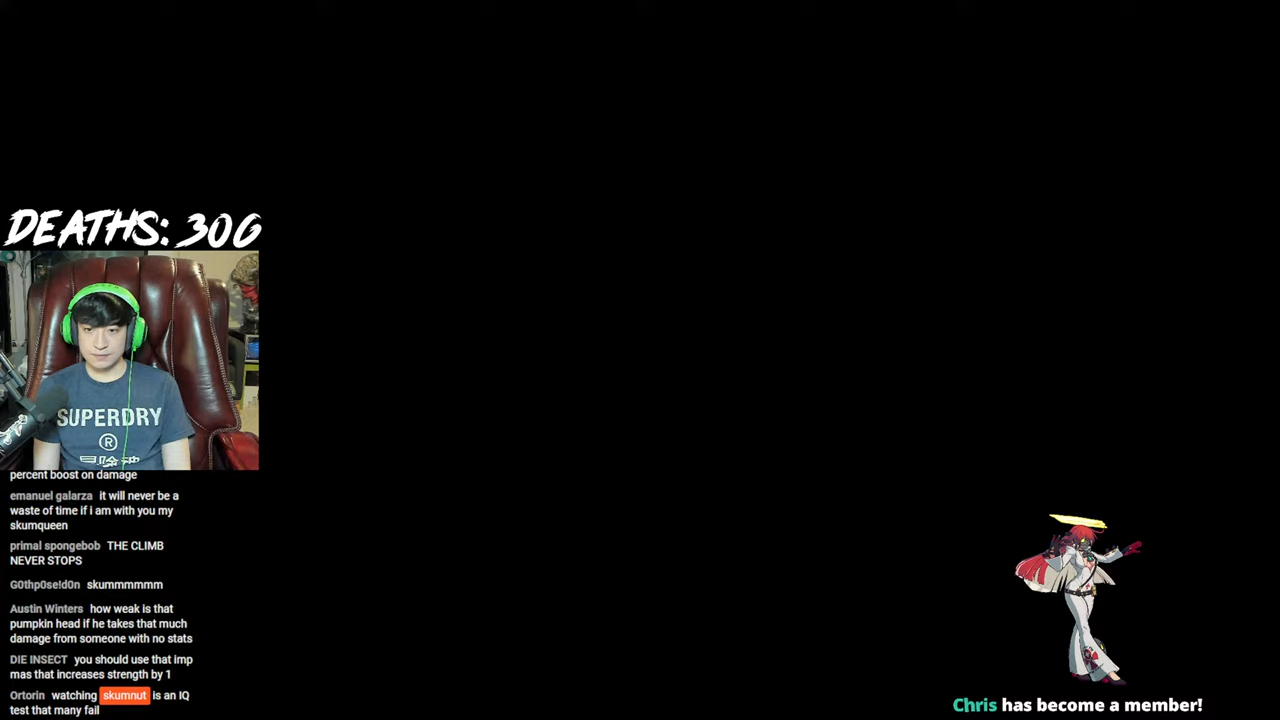 DEATHS: 306
SUPERDRY
®
percent boost on damage
emanuel galarza it will never be a
waste of time if i am with you my
skumqueen
primal spongebob THE CLIMB
NEVER STOPS
G0thp0se!d0n skummmmmm
Austin Winters how weak is that
pumpkin head if he takes that much
damage from someone with no stats
DIE INSECT you should use that imp
mas that increases strength by 1
Ortorin watching skumnut is an IQ
test that many fail
Chris has become a member!